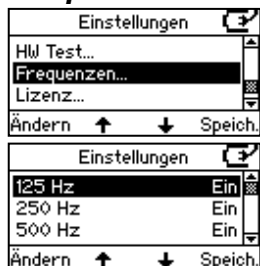 Einstellungen
HW Test...
Frequenzen...
Lizenz...
Ändern ↑ ↓ Speich.
Einstellungen
125 Hz Ein
250 Hz Ein
500 Hz Ein
Ändern ↑ ↓ Speich.